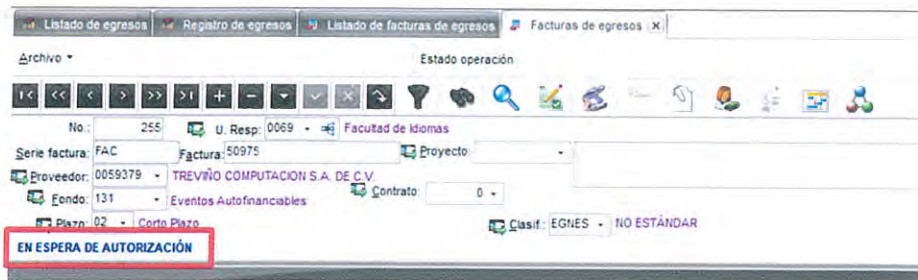 Listado de egresos Registro de egresos Listado de facturas de egresos Facturas de egresos x
Archivo Estado operación
No.: 255 U. Resp: 0069 Facultad de Idiomas
Serie factura: FAC Factura: 50975 Proyecto:
Proveedor: 0059379 TREVIÑO COMPUTACION S.A. DE C.V.
Fondo: 131 Eventos Autofinanciables Contrato: 0
Plazo: 02 Corto Plazo Clasif.: EGNES NO ESTÁNDAR
EN ESPERA DE AUTORIZACIÓN